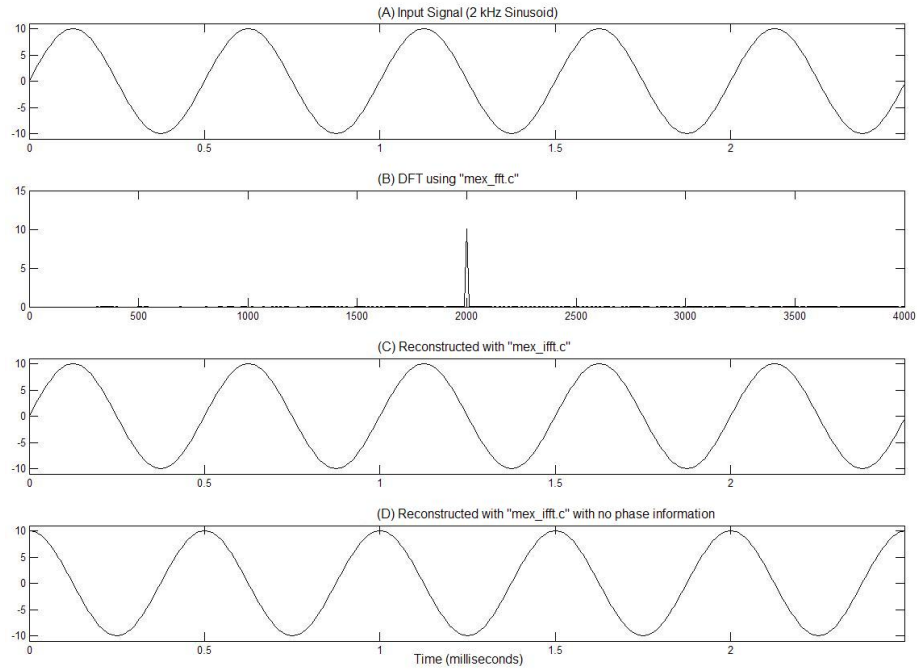 (A) Input Signal (2 kHz Sinusoid)
10
5
0
-5
-10
0 0.5 1 1.5 2
(B) DFT using "mex_fft.c"
15
10
5
0
0 500 1000 1500 2000 2500 3000 3500 4000
(C) Reconstructed with "mex_ifft.c"
10
5
0
-5
-10
0 0.5 1 1.5 2
(D) Reconstructed with "mex_ifft.c" with no phase information
10
5
0
-5
-10
0 0.5 1 1.5 2
Time (milliseconds)